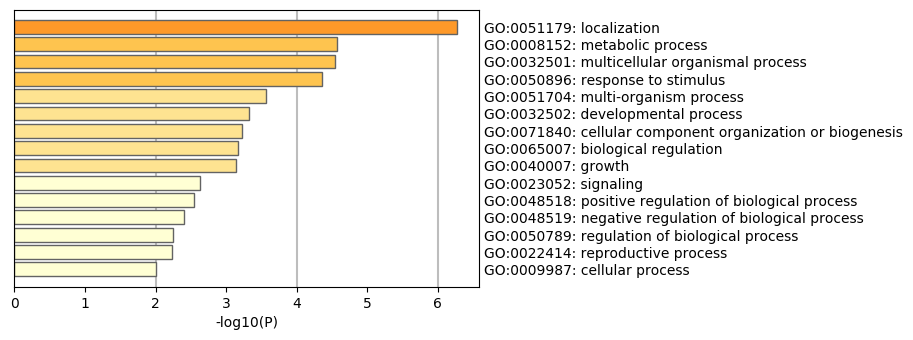 GO:0051179: localization
GO:0008152: metabolic process
GO:0032501: multicellular organismal process
GO:0050896: response to stimulus
GO:0051704: multi-organism process
GO:0032502: developmental process
GO:0071840: cellular component organization or biogenesis
GO:0065007: biological regulation
GO:0040007: growth
GO:0023052: signaling
GO:0048518: positive regulation of biological process
GO:0048519: negative regulation of biological process
GO:0050789: regulation of biological process
GO:0022414: reproductive process
GO:0009987: cellular process
0 1 2 3 4 5 6
-log10(P)